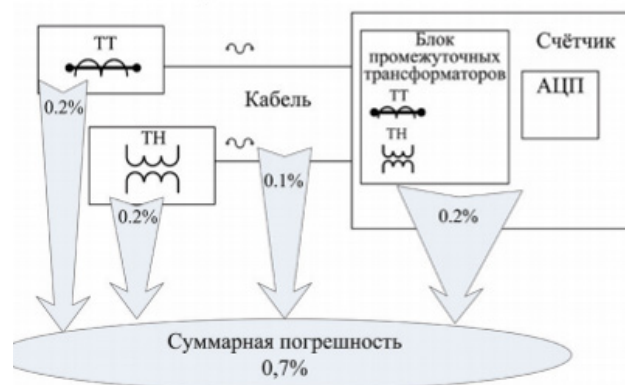 ТТ
0.2%
ТН
0.2%
Кабель
0.1%
Блок
промежуточных
трансформаторов
ТТ
ТН
Счётчик
АЦП
0.2%
Суммарная погрешность
0,7%